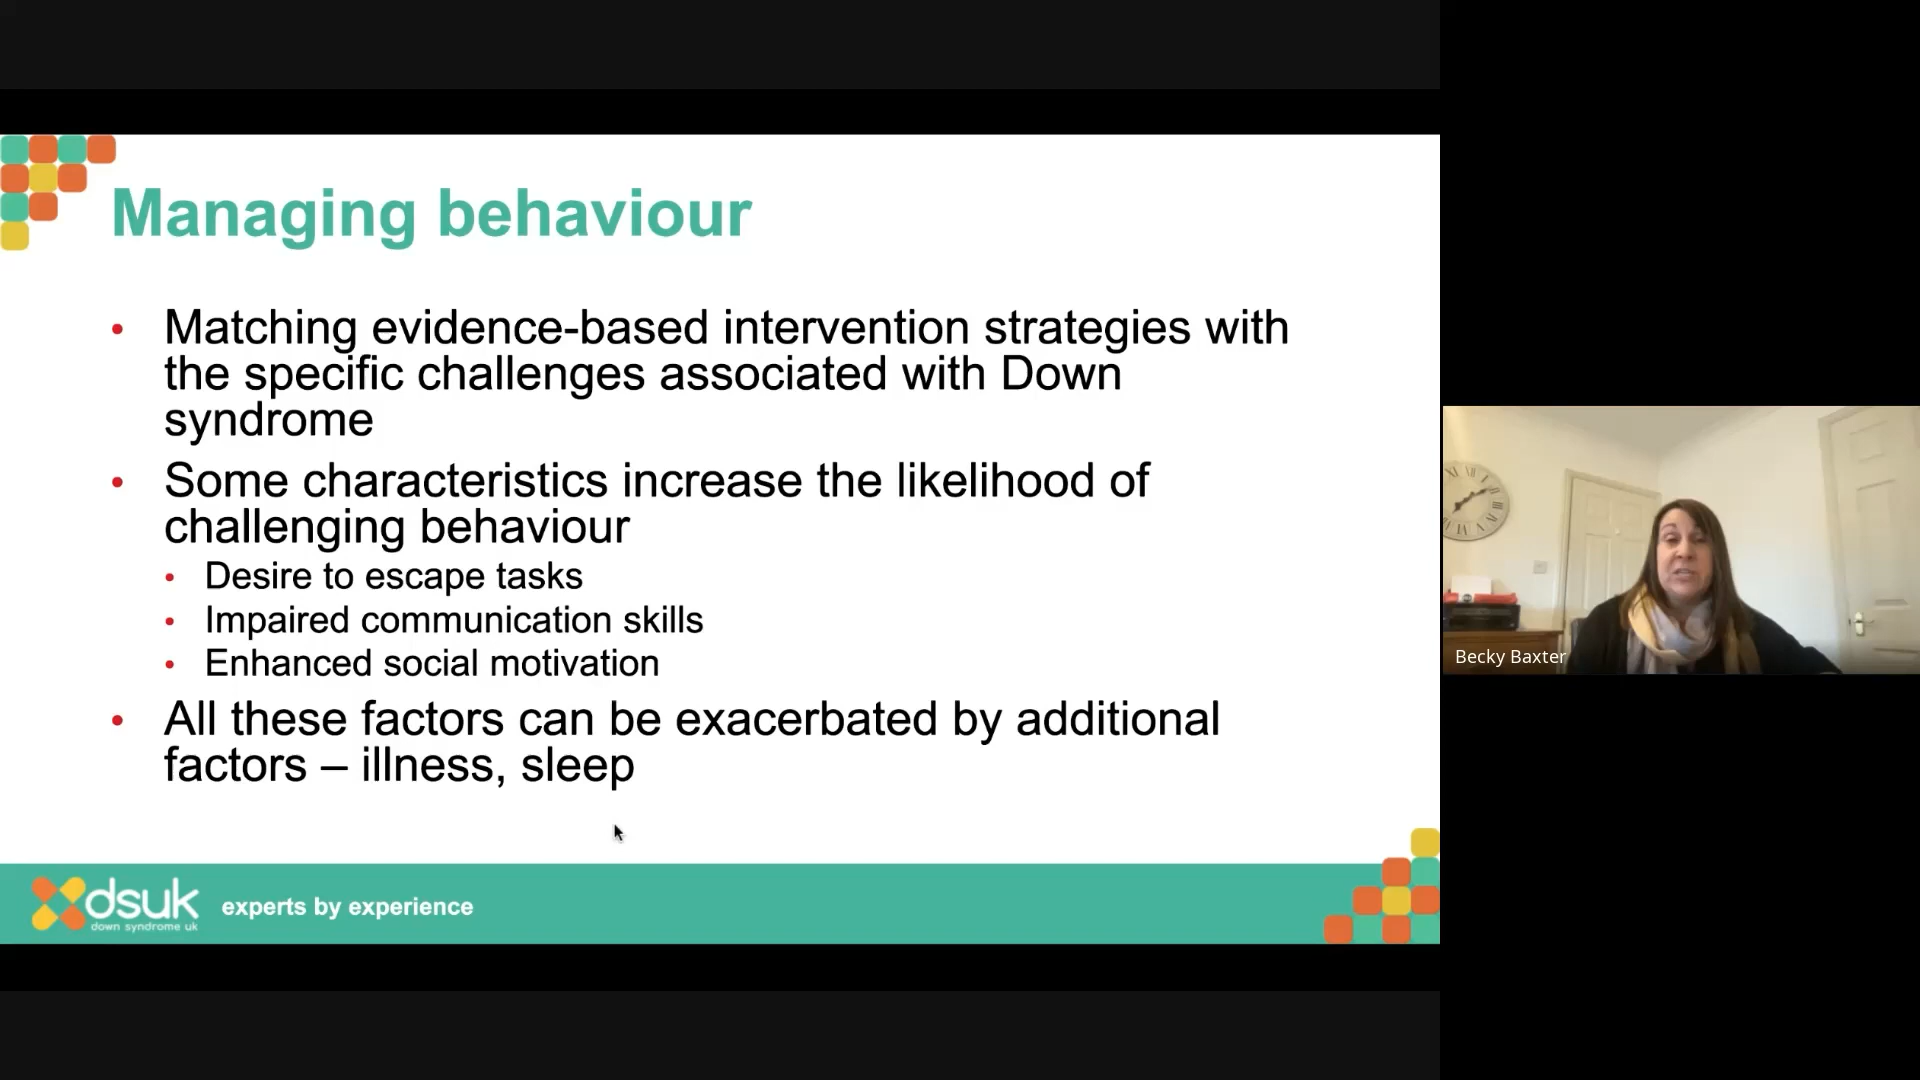 Managing behaviour
• Matching evidence-based intervention strategies with
the specific challenges associated with Down
syndrome
• Some characteristics increase the likelihood of
challenging behaviour
• Desire to escape tasks
• Impaired communication skills
• Enhanced social motivation
• All these factors can be exacerbated by additional
factors – illness, sleep
dsuk
down syndrome uk
experts by experience
Becky Baxter